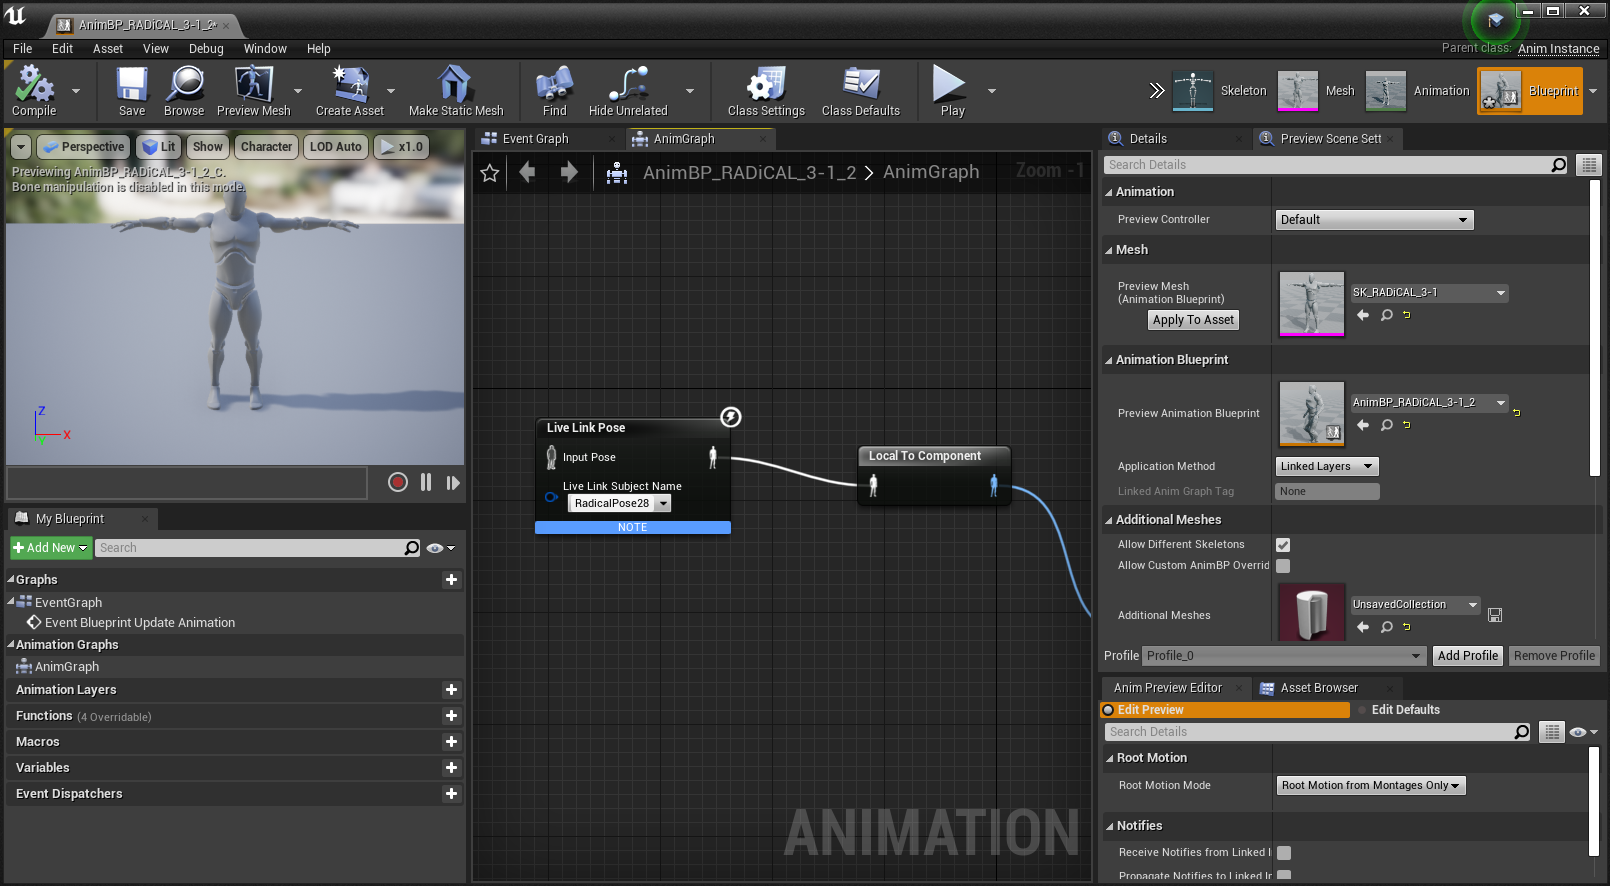 AnimBP_RADiCAL_3-1_2*
File Edit Asset View Debug Window Help
Parent class: Anim Instance
Compile
Save
Browse
Preview Mesh
Create Asset
Make Static Mesh
Find
Hide Unrelated
Class Settings
Class Defaults
Play
Skeleton
Mesh
Animation
Blueprint
Perspective
Lit
Show
Character
LOD Auto
x1.0
Previewing AnimBP_RADiCAL_3-1_2_C.
Bone manipulation is disabled in this mode.
Z
X
Y
My Blueprint
Add New
Search
Graphs
EventGraph
Event Blueprint Update Animation
Animation Graphs
AnimGraph
Animation Layers
Functions (4 Overridable)
Macros
Variables
Event Dispatchers
Event Graph
AnimGraph
AnimBP_RADiCAL_3-1_2 > AnimGraph
Zoom -1
Live Link Pose
Input Pose
Live Link Subject Name
RadicalPose28
NOTE
Local To Component
ANIMATION
Details
Preview Scene Sett
Search Details
Animation
Preview Controller
Default
Mesh
Preview Mesh
(Animation Blueprint)
Apply To Asset
SK_RADiCAL_3-1
Animation Blueprint
Preview Animation Blueprint
AnimBP_RADiCAL_3-1_2
Application Method
Linked Layers
Linked Anim Graph Tag
None
Additional Meshes
Allow Different Skeletons
Allow Custom AnimBP Overrid
Additional Meshes
UnsavedCollection
Profile
Profile_0
Add Profile
Remove Profile
Anim Preview Editor
Asset Browser
Edit Preview
Edit Defaults
Search Details
Root Motion
Root Motion Mode
Root Motion from Montages Only
Notifies
Receive Notifies from Linked I
Propagate Notifies to Linked In